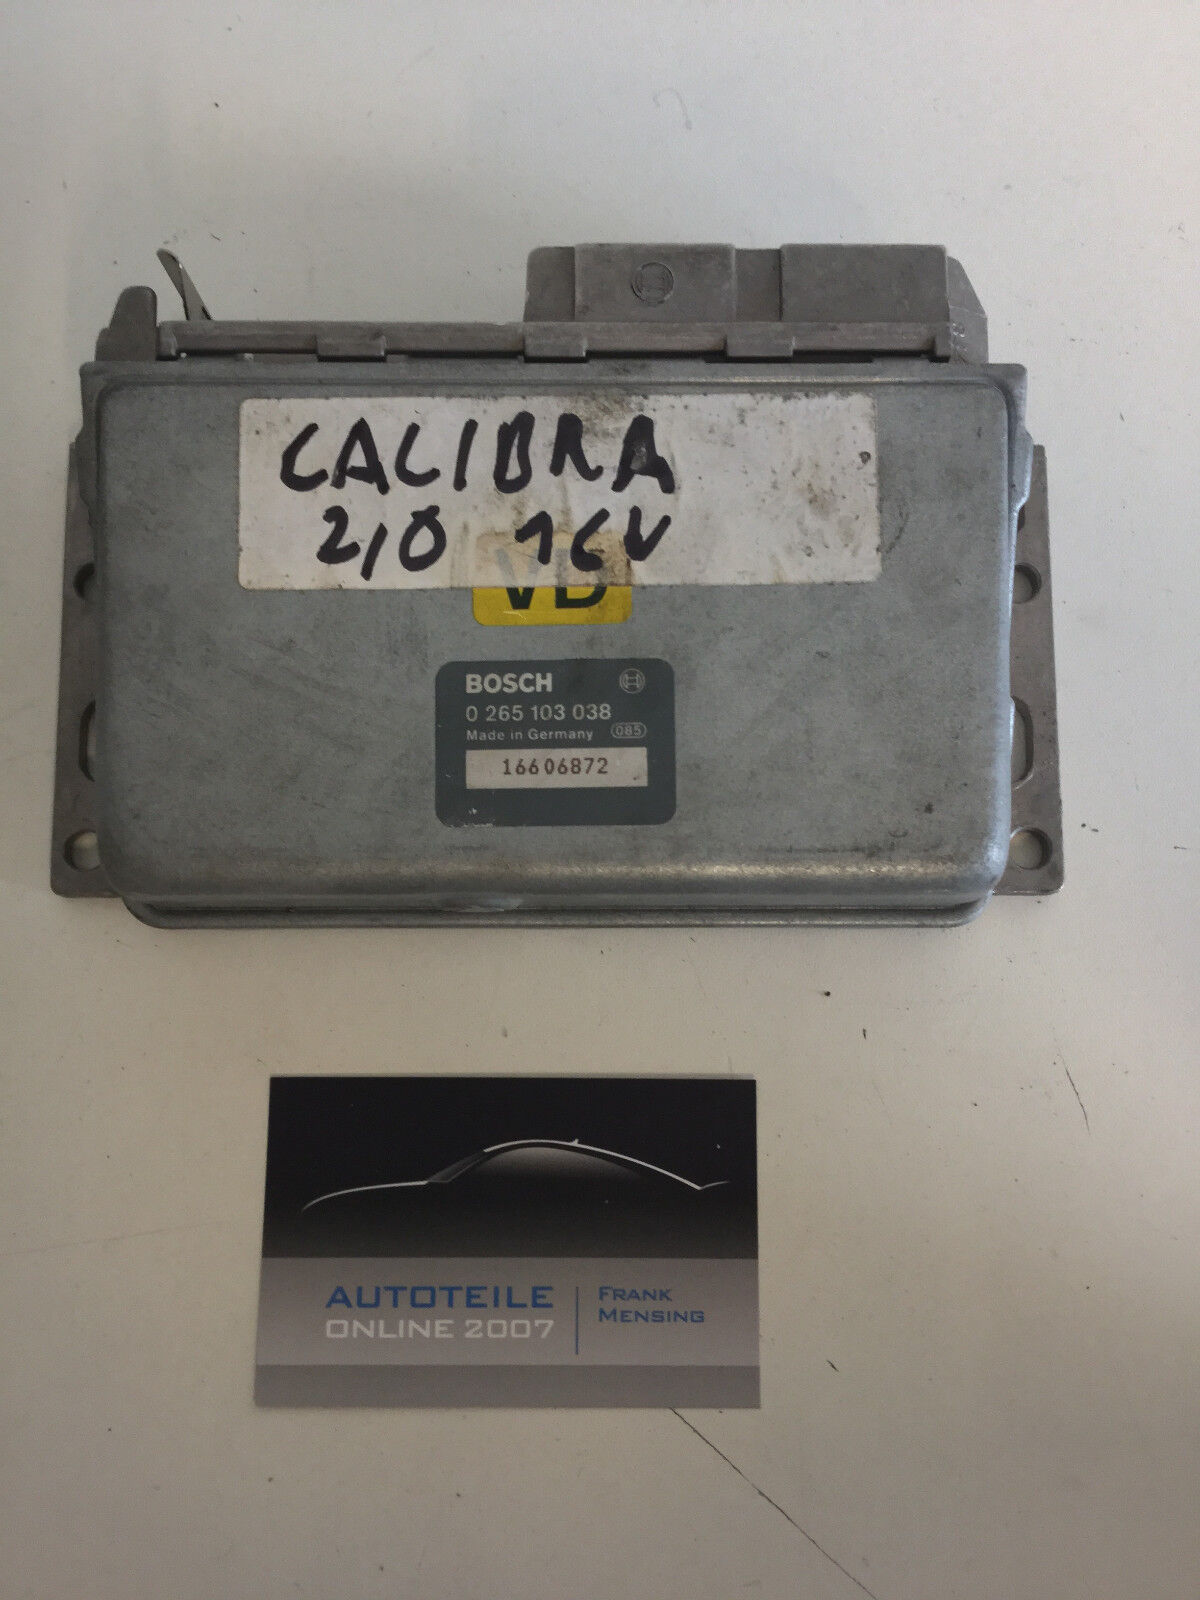 CALIBRA
2,0 16V
VD
BOSCH
0 265 103 038
Made in Germany 085
16606872
AUTOTEILE
ONLINE 2007
FRANK
MENSING